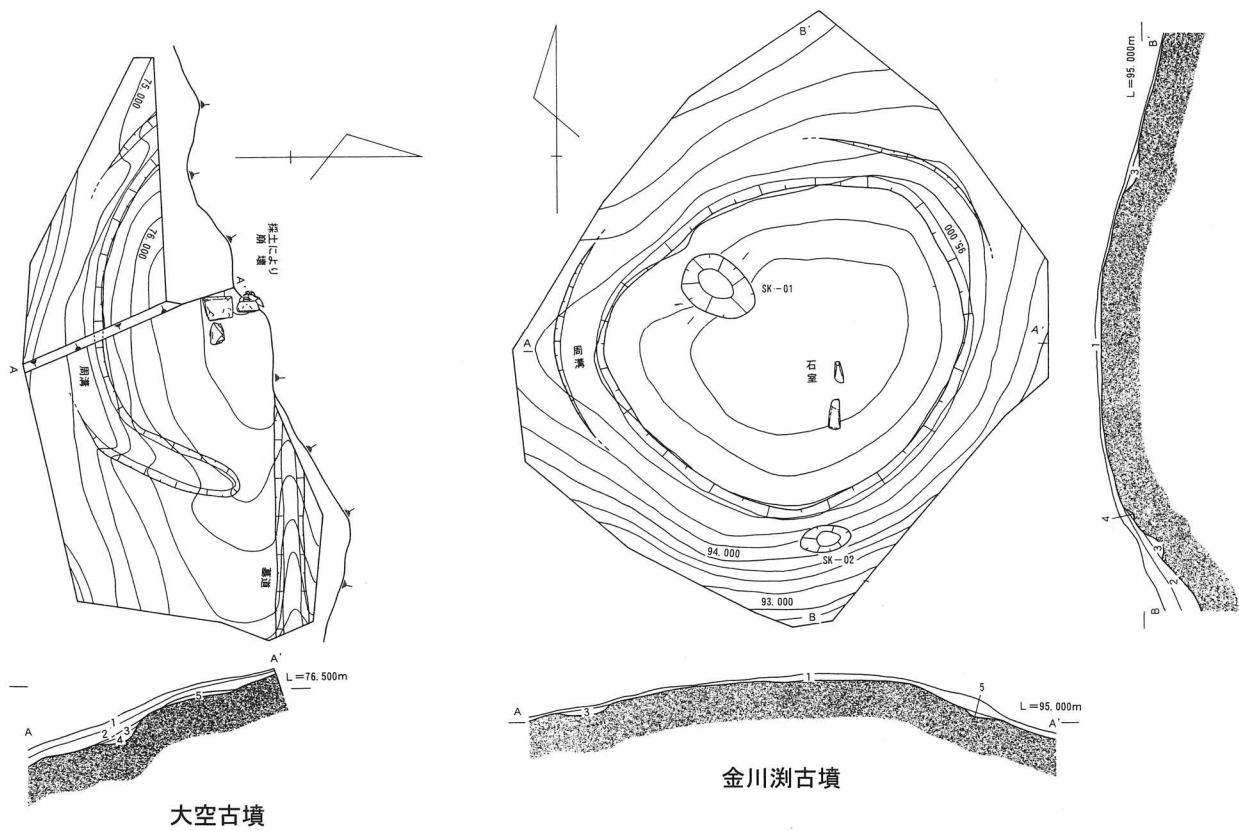 75.000
76.000
採土により
崩壊
A'
A
周溝
墓道
A'
L=76.500m
A
1
2
3
4
5
大空古墳
B'
95.000
SK-01
A
周溝
石室
A'
94.000
SK-02
93.000
B
A
3
1
5
L=95.000m
A'
金川渕古墳
L=95.000m
B'
3
1
4
3
2
B